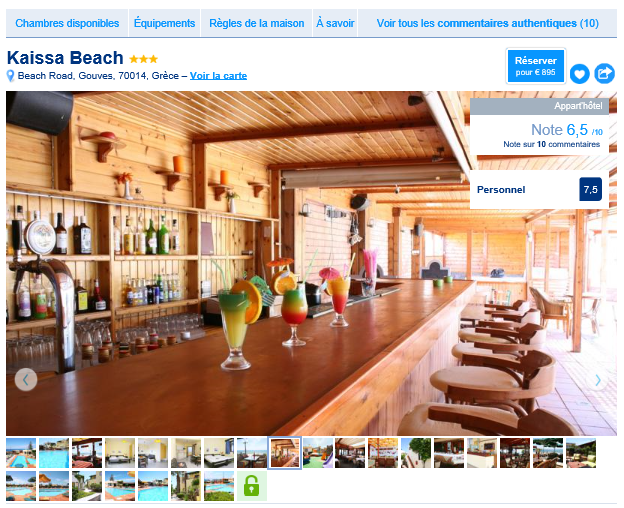 Chambres disponibles Équipements Règles de la maison À savoir Voir tous les commentaires authentiques (10)
Kaissa Beach
Réserver
pour € 895
Beach Road, Gouves, 70014, Grèce – Voir la carte
Appart'hôtel
Note 6,5 /10
Note sur 10 commentaires
Personnel 7,5